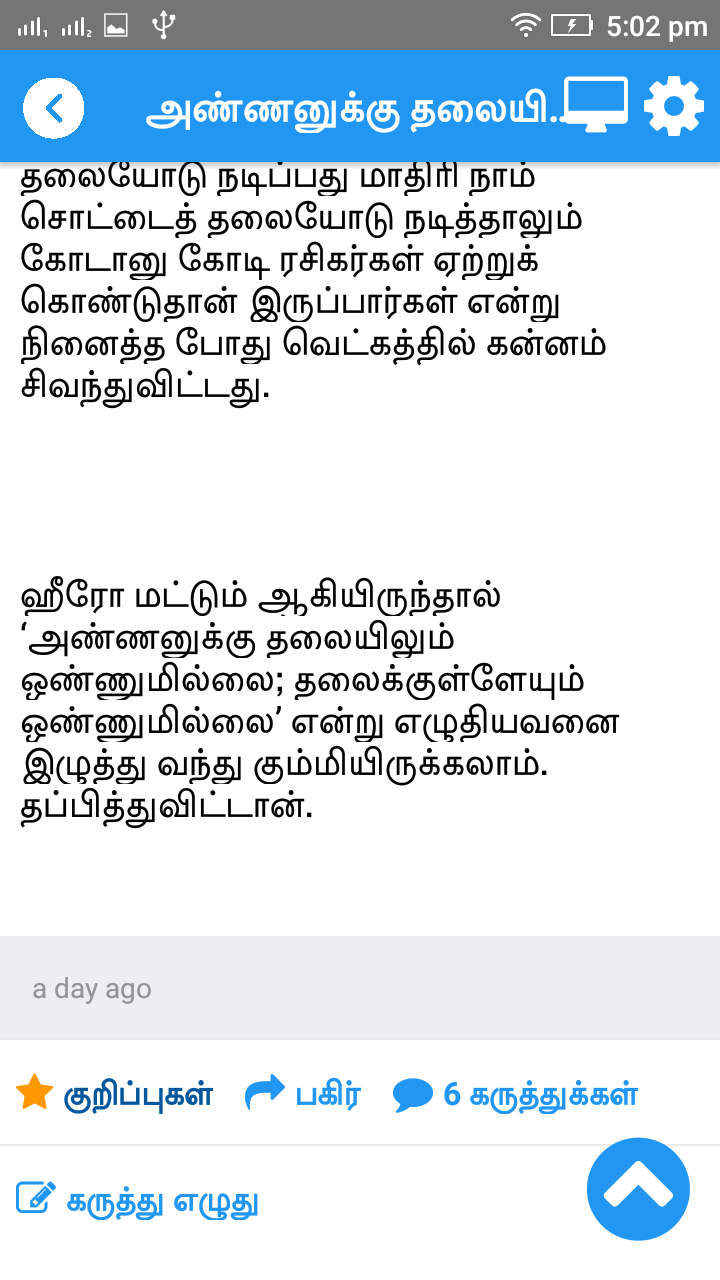 5:02 pm
அண்ணனுக்கு தலையி..
தலையோடு நடிப்பது மாதிரி நாம்
சொட்டைத் தலையோடு நடித்தாலும்
கோடானு கோடி ரசிகர்கள் ஏற்றுக்
கொண்டுதான் இருப்பார்கள் என்று
நினைத்த போது வெட்கத்தில் கன்னம்
சிவந்துவிட்டது.
ஹீரோ மட்டும் ஆகியிருந்தால்
‘அண்ணனுக்கு தலையிலும்
ஒண்ணுமில்லை; தலைக்குள்ளேயும்
ஒண்ணுமில்லை’ என்று எழுதியவனை
இழுத்து வந்து கும்மியிருக்கலாம்.
தப்பித்துவிட்டான்.
a day ago
குறிப்புகள் பகிர் 6 கருத்துக்கள்
கருத்து எழுது